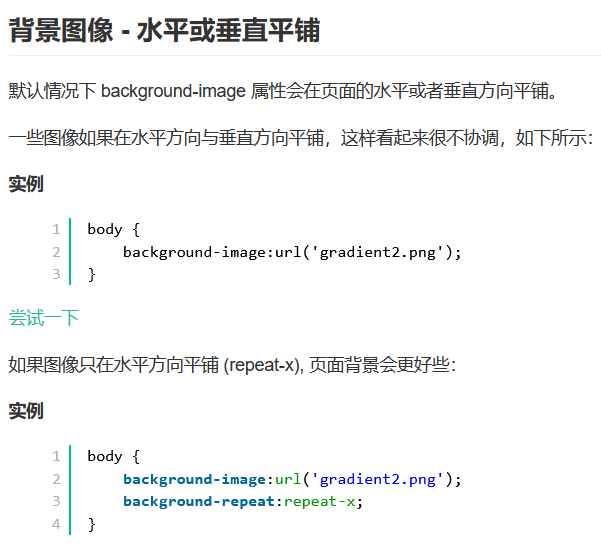 背景图像 - 水平或垂直平铺
默认情况下 background-image 属性会在页面的水平或者垂直方向平铺。
一些图像如果在水平方向与垂直方向平铺，这样看起来很不协调，如下所示：
实例
1 body {
2     background-image:url('gradient2.png');
3 }
尝试一下
如果图像只在水平方向平铺 (repeat-x), 页面背景会更好些：
实例
1 body {
2     background-image:url('gradient2.png');
3     background-repeat:repeat-x;
4 }